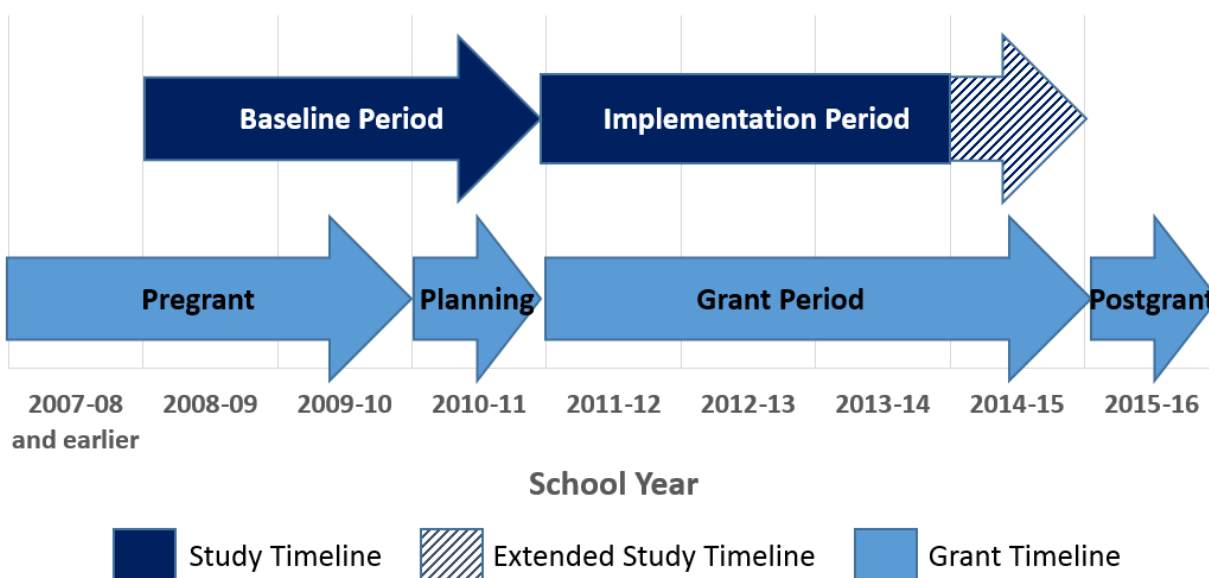 Baseline Period
Implementation Period
Pregrant
Planning
Grant Period
Postgrant
2007-08
and earlier
2008-09
2009-10
2010-11
2011-12
2012-13
2013-14
2014-15
2015-16
School Year
Study Timeline
Extended Study Timeline
Grant Timeline